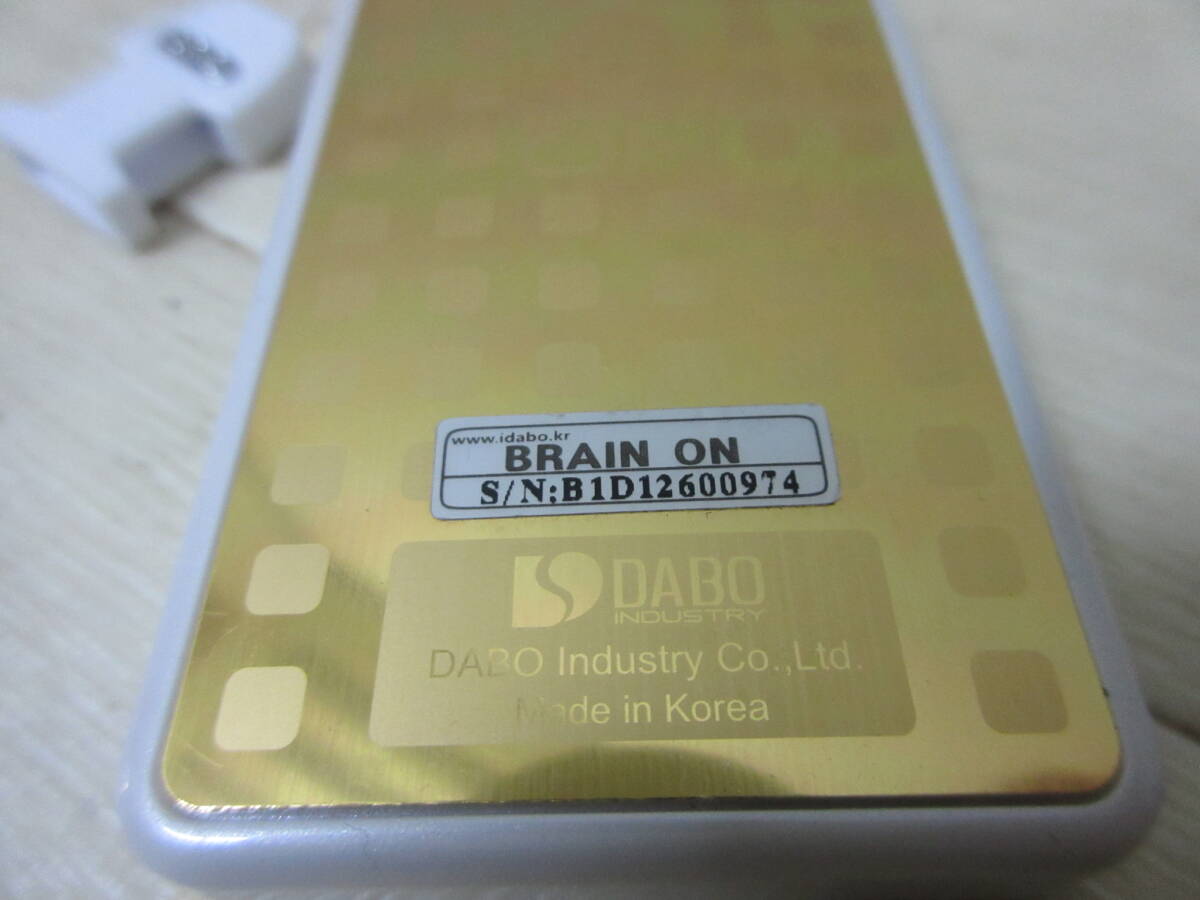 www.idabo.kr
BRAIN ON
S/N:B1D12600974
DABO
INDUSTRY
DABO Industry Co.,Ltd.
Made in Korea